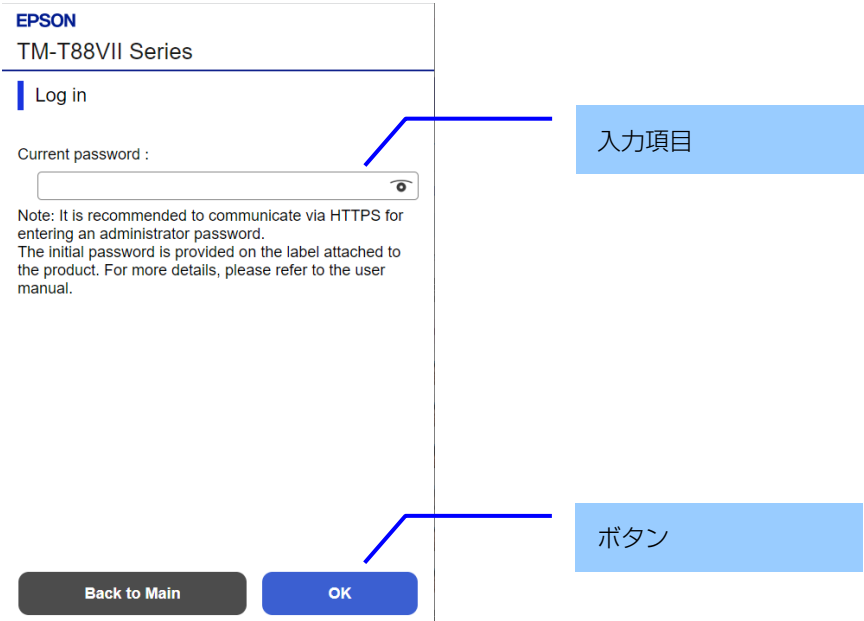 EPSON
TM-T88VII Series
Log in
入力項目
Current password :
Note: It is recommended to communicate via HTTPS for
entering an administrator password.
The initial password is provided on the label attached to
the product. For more details, please refer to the user
manual.
ボタン
Back to Main
OK